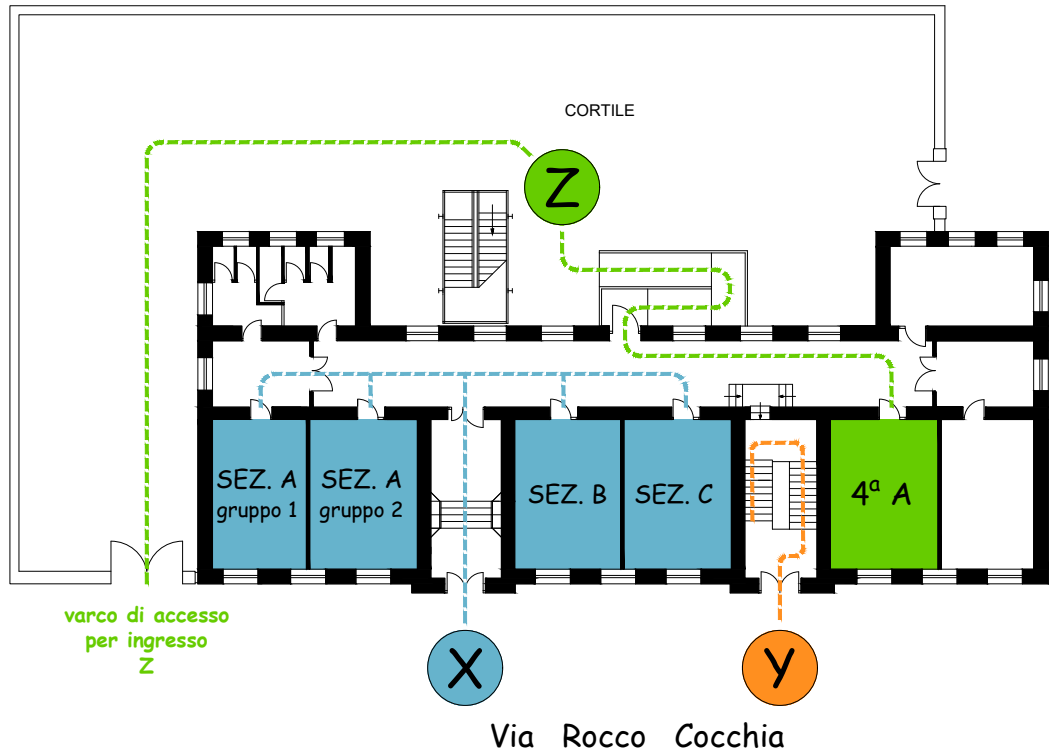 CORTILE
Z
SEZ. A
gruppo 1
SEZ. A
gruppo 2
SEZ. B
SEZ. C
4ª A
varco di accesso
per ingresso
Z
X
Y
Via Rocco Cocchia